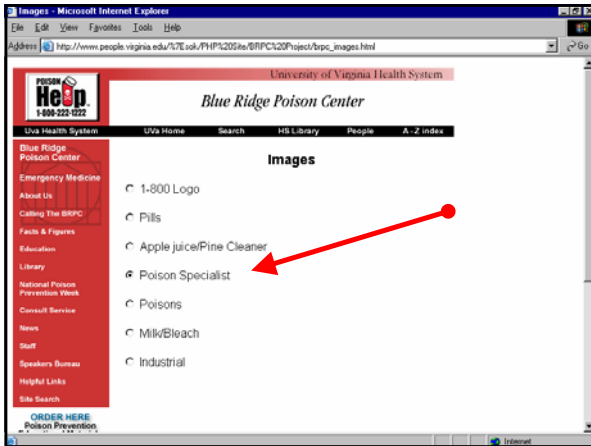 Images - Microsoft Internet Explorer
File Edit View Favorites Tools Help
Address http://www.people.virginia.edu/%7Esok/PHP%20Site/BRPC%20Project/brpc_images.html Go
University of Virginia Health System
POISON
Help
1-800-222-1222
Blue Ridge Poison Center
Uva Health System UVa Home Search HS Library People A-Z index
Blue Ridge
Poison Center
Emergency Medicine
About Us
Calling The BRPC
Facts & Figures
Education
Library
National Poison
Prevention Week
Consult Service
News
Staff
Speakers Bureau
Helpful Links
Site Search
ORDER HERE
Poison Prevention
Images
1-800 Logo
Pills
Apple juice/Pine Cleaner
Poison Specialist
Poisons
Milk/Bleach
Industrial
Internet